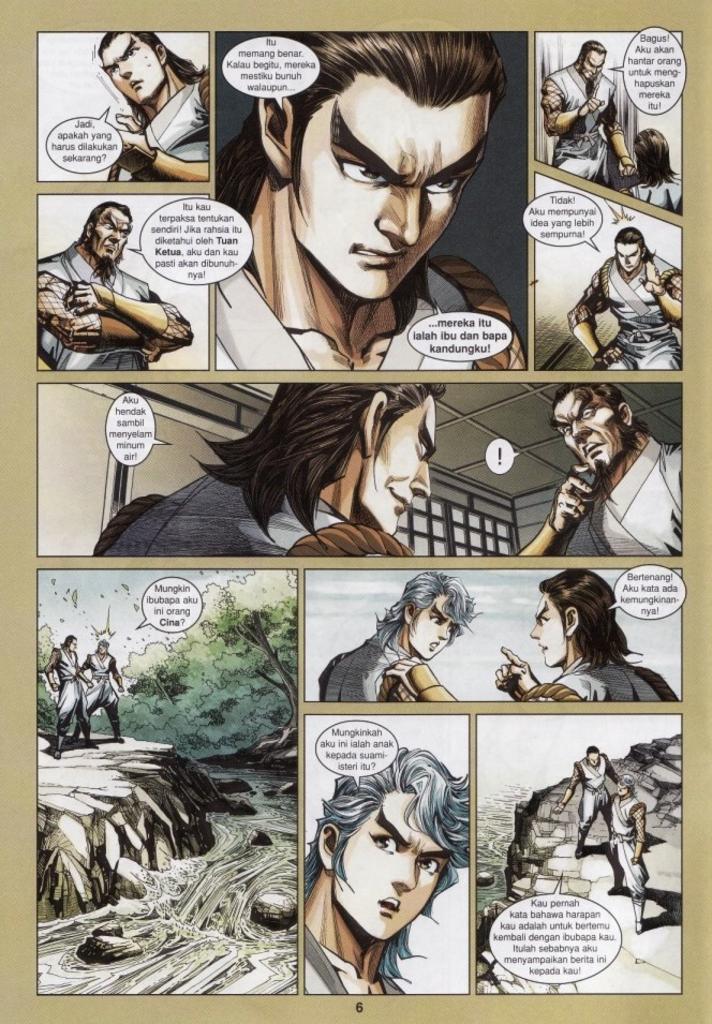 Jadi,
apakah yang
harus dilakukan
sekarang?
Itu
memang benar.
Kalau begitu, mereka
mestiku bunuh
walaupun...
...mereka itu
ialah ibu dan bapa
kandungku!
Bagus!
Aku akan
hantar orang
untuk meng-
hapuskan
mereka
itu!
Itu kau
terpaksa tentukan
sendiri! Jika rahsia itu
diketahui oleh Tuan
Ketua, aku dan kau
pasti akan dibunuh-
nya!
Tidak!
Aku mempunyai
idea yang lebih
sempurna!
Aku
hendak
sambil
menyelam
minum
air!
!
Mungkin
ibubapa aku
ini orang
Cina?
Bertenang!
Aku kata ada
kemungkinan-
nya!
Mungkinkah
aku ini ialah anak
kepada suami-
isteri itu?
Kau pernah
kata bahawa harapan
kau adalah untuk bertemu
kembali dengan ibubapa kau.
Itulah sebabnya aku
menyampaikan berita ini
kepada kau!
6